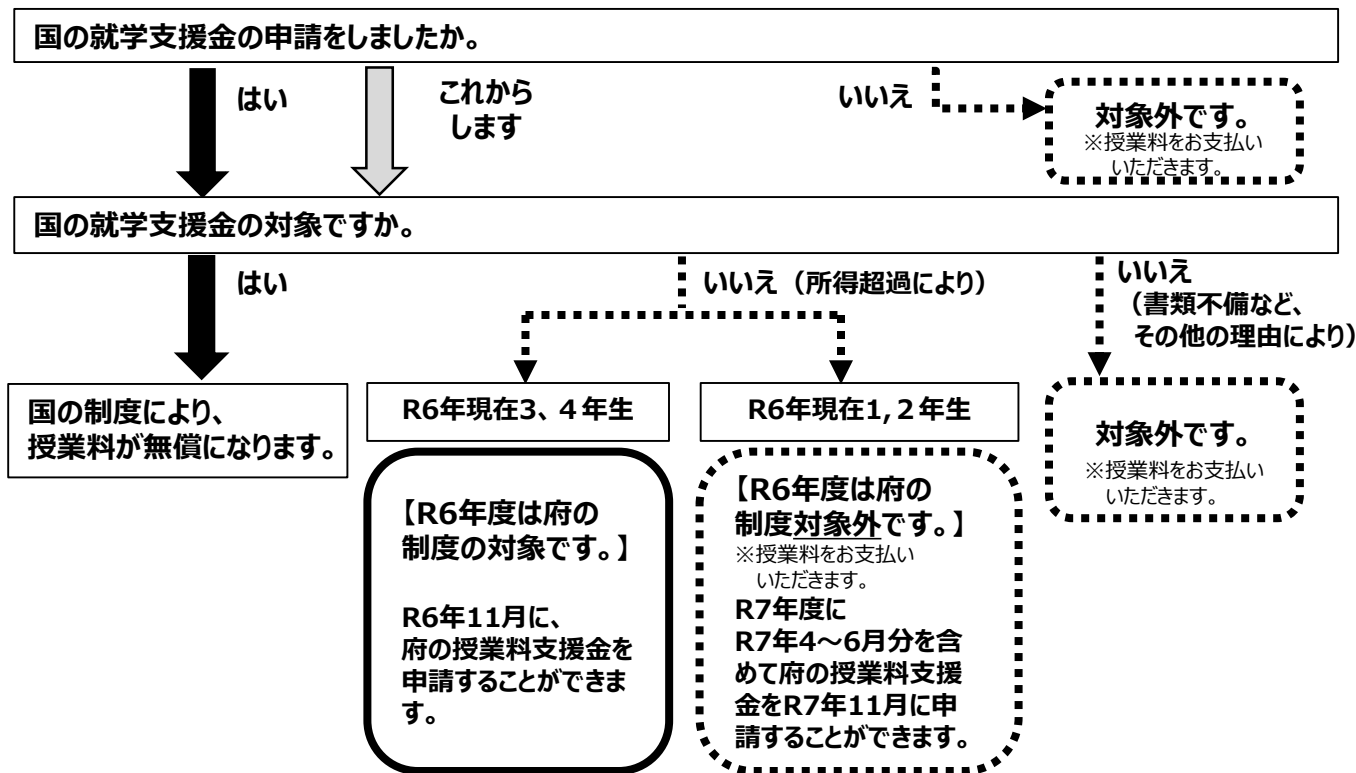 国の就学支援金の申請をしましたか。
はい
これから
します
いいえ
対象外です。
※授業料をお支払い
いただきます。
国の就学支援金の対象ですか。
はい
いいえ（所得超過により）
いいえ
（書類不備など、
その他の理由により）
国の制度により、
授業料が無償になります。
R6年現在3、４年生
【R6年度は府の
制度の対象です。】
R6年11月に、
府の授業料支援金を
申請することができま
す。
R6年現在1,２年生
【R6年度は府の
制度対象外です。】
※授業料をお支払い
いただきます。
R7年度に
R7年4～6月分を含
めて府の授業料支援
金をR7年11月に申
請することができます。
対象外です。
※授業料をお支払い
いただきます。